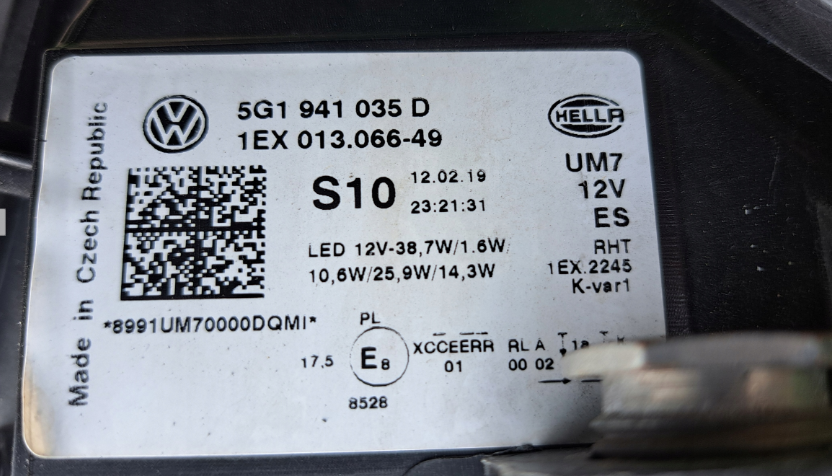 Made in Czech Republic
5G1 941 035 D
1EX 013.066-49
HELLA
S10
12.02.19
23:21:31
UM7
12V
ES
LED 12V-38,7W/1.6W
10,6W/25,9W/14,3W
RHT
1EX.2245
K-var1
*8991UM70000DQMI*
PL
17,5
E8
XCCEERR RL A
01 00 02
8528